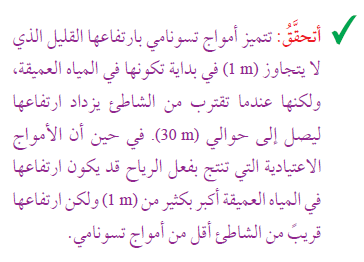 أتحقَّقُ: تتميز أمواج تسونامي بارتفاعها القليل الذي
لا يتجاوز (1 m) في بداية تكونها في المياه العميقة،
ولكنها عندما تقترب من الشاطئ يزداد ارتفاعها
ليصل إلى حوالي (30 m). في حين أن الأمواج
الاعتيادية التي تنتج بفعل الرياح قد يكون ارتفاعها
في المياه العميقة أكبر بكثير من (1 m) ولكن ارتفاعها
قريبً من الشاطئ أقل من أمواج تسونامي.